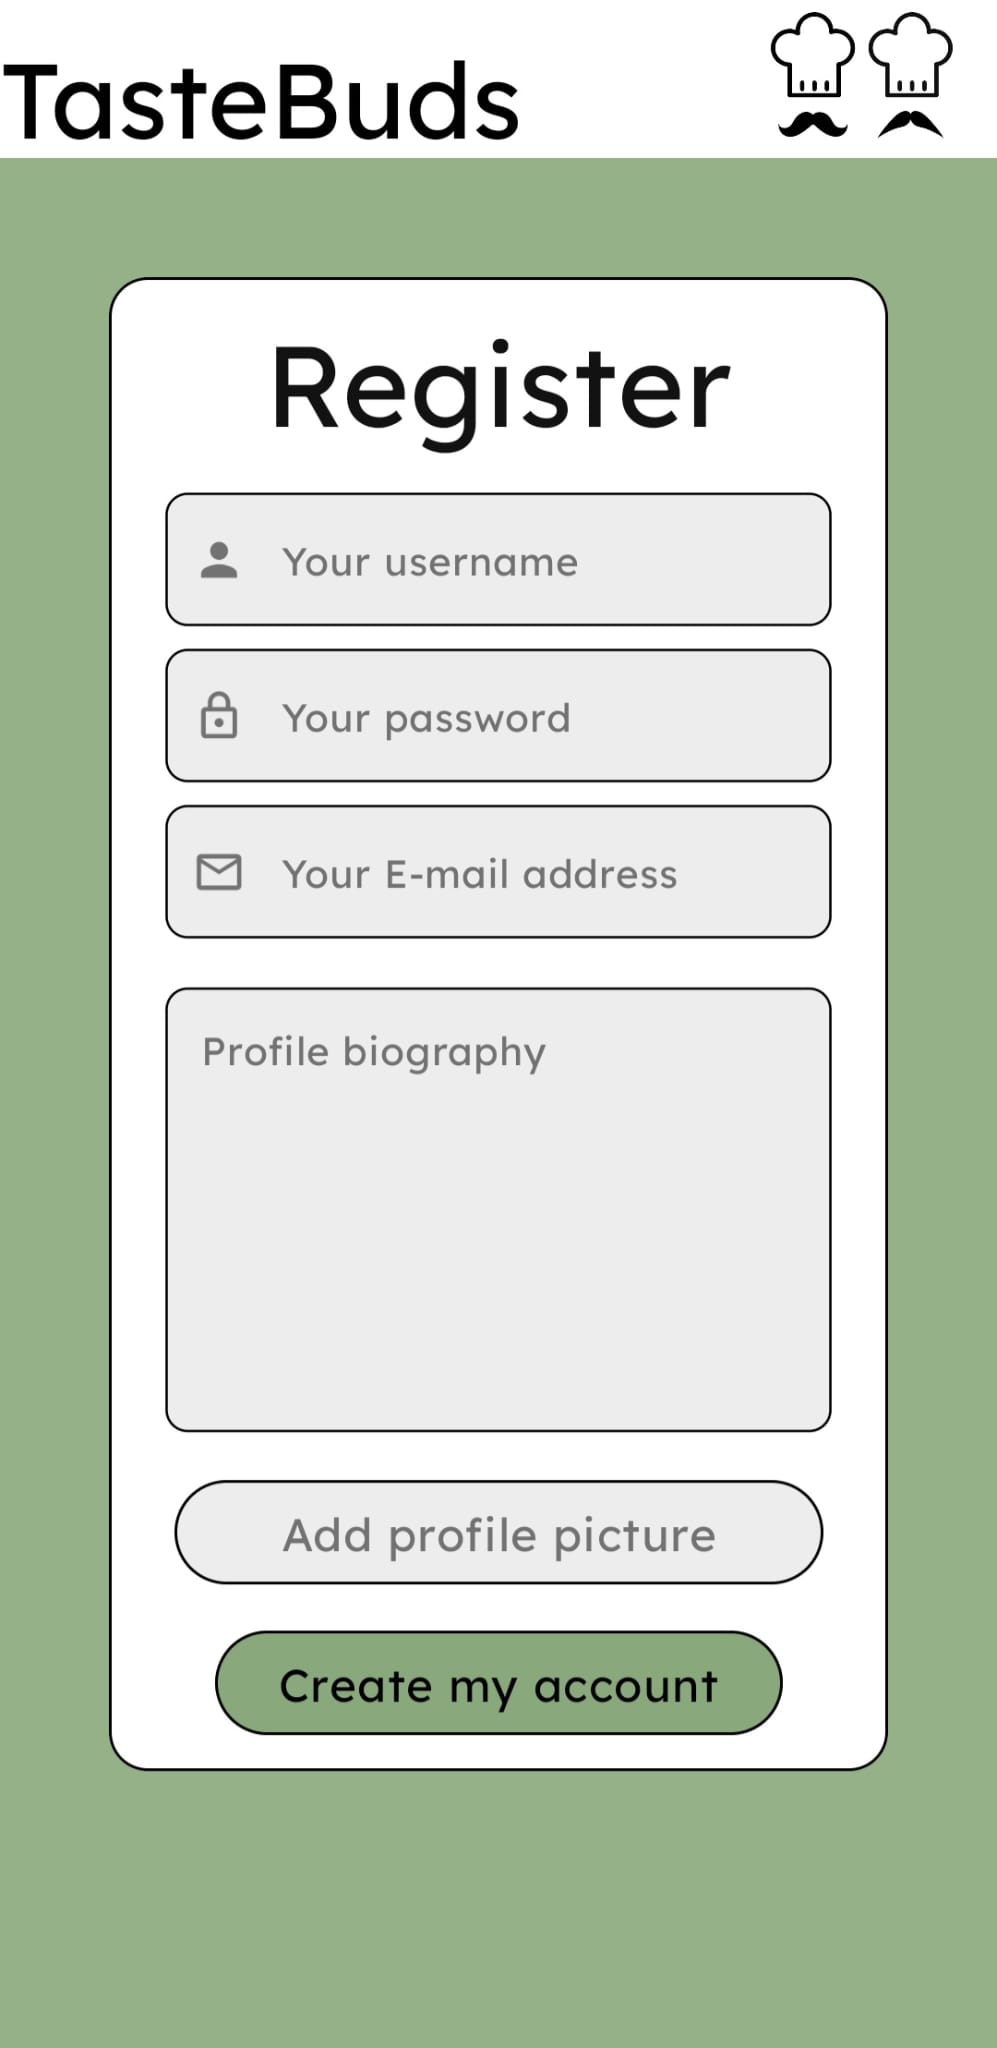 TasteBuds
Register
Your username
Your password
Your E-mail address
Profile biography
Add profile picture
Create my account